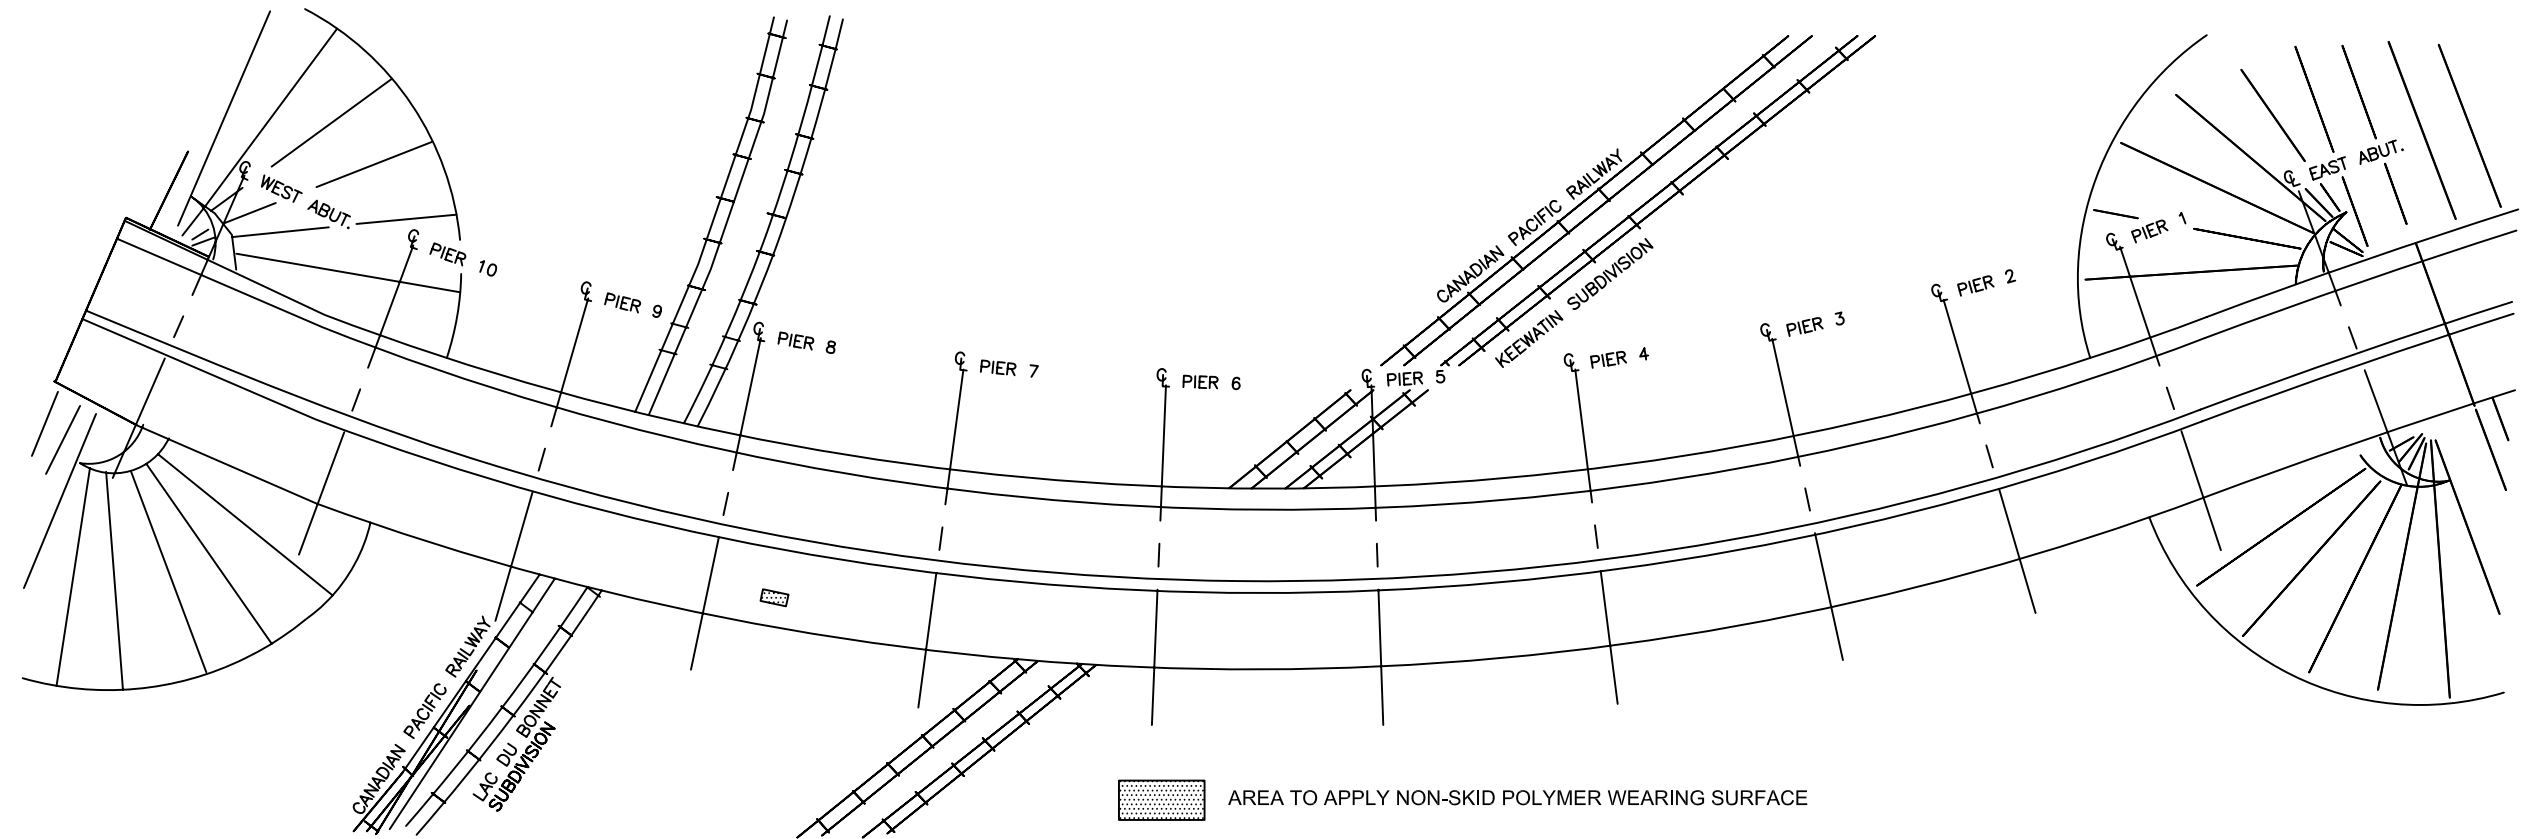 ℄ WEST ABUT.
℄ PIER 10
℄ PIER 9
℄ PIER 8
℄ PIER 7
℄ PIER 6
℄ PIER 5
℄ PIER 4
℄ PIER 3
℄ PIER 2
℄ PIER 1
℄ EAST ABUT.
CANADIAN PACIFIC RAILWAY
KEEWATIN SUBDIVISION
CANADIAN PACIFIC RAILWAY
LAC DU BONNET
SUBDIVISION
AREA TO APPLY NON-SKID POLYMER WEARING SURFACE